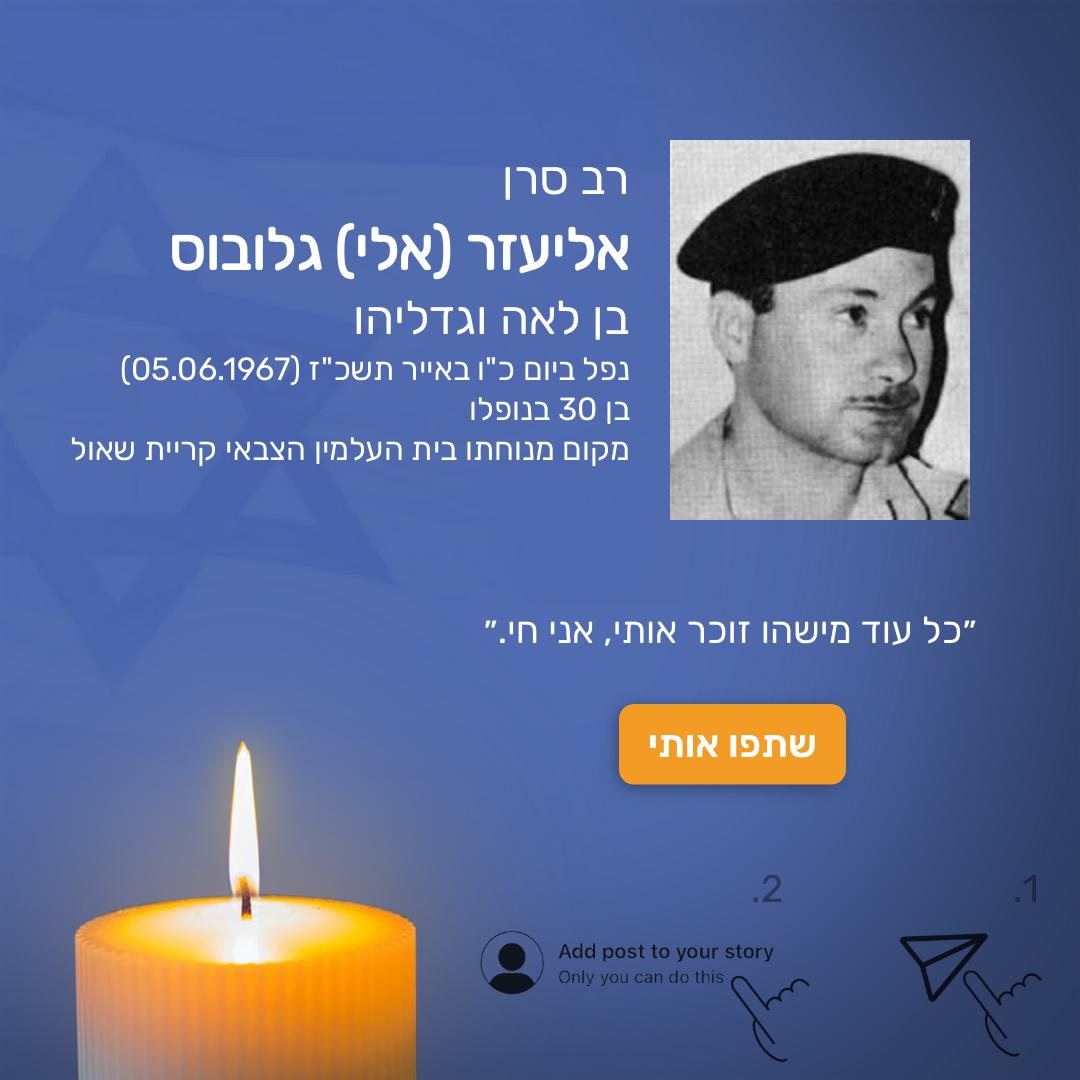 רב סרן
אליעזר (אלי) גלובוס
בן לאה וגדליהו
נפל ביום כ"ו באייר תשכ"ז (05.06.1967)
בן 30 בנופלו
מקום מנוחתו בית העלמין הצבאי קריית שאול
״כל עוד מישהו זוכר אותי, אני חי.״
שתפו אותי
1.
2.
Add post to your story
Only you can do this